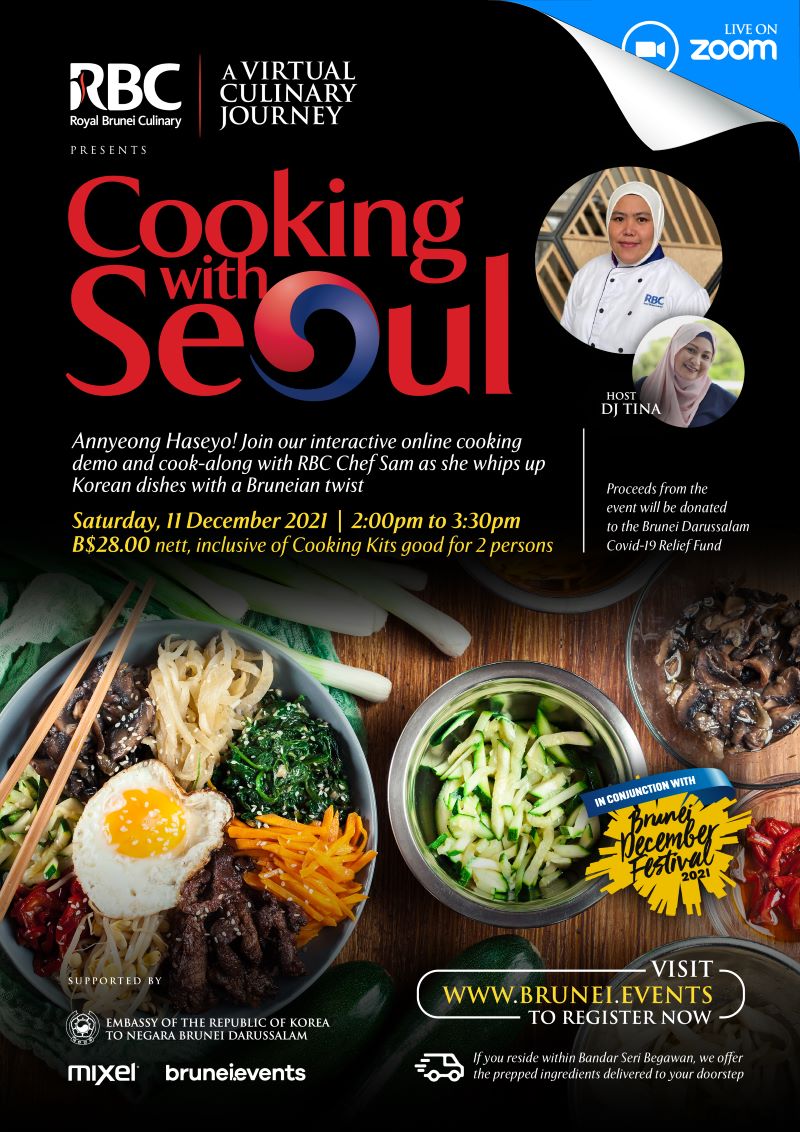 LIVE ON
zoom
RBC
Royal Brunei Culinary
A VIRTUAL
CULINARY
JOURNEY
PRESENTS
Cooking
with
Seoul
RBC
HOST
DJ TINA
Annyeong Haseyo! Join our interactive online cooking
demo and cook-along with RBC Chef Sam as she whips up
Korean dishes with a Bruneian twist
Saturday, 11 December 2021 | 2:00pm to 3:30pm
B$28.00 nett, inclusive of Cooking Kits good for 2 persons
Proceeds from the
event will be donated
to the Brunei Darussalam
Covid-19 Relief Fund
IN CONJUNCTION WITH
Brunei
December
Festival
2021
SUPPORTED BY
EMBASSY OF THE REPUBLIC OF KOREA
TO NEGARA BRUNEI DARUSSALAM
mixel
brunei.events
VISIT
WWW.BRUNEI.EVENTS
TO REGISTER NOW
If you reside within Bandar Seri Begawan, we offer
the prepped ingredients delivered to your doorstep